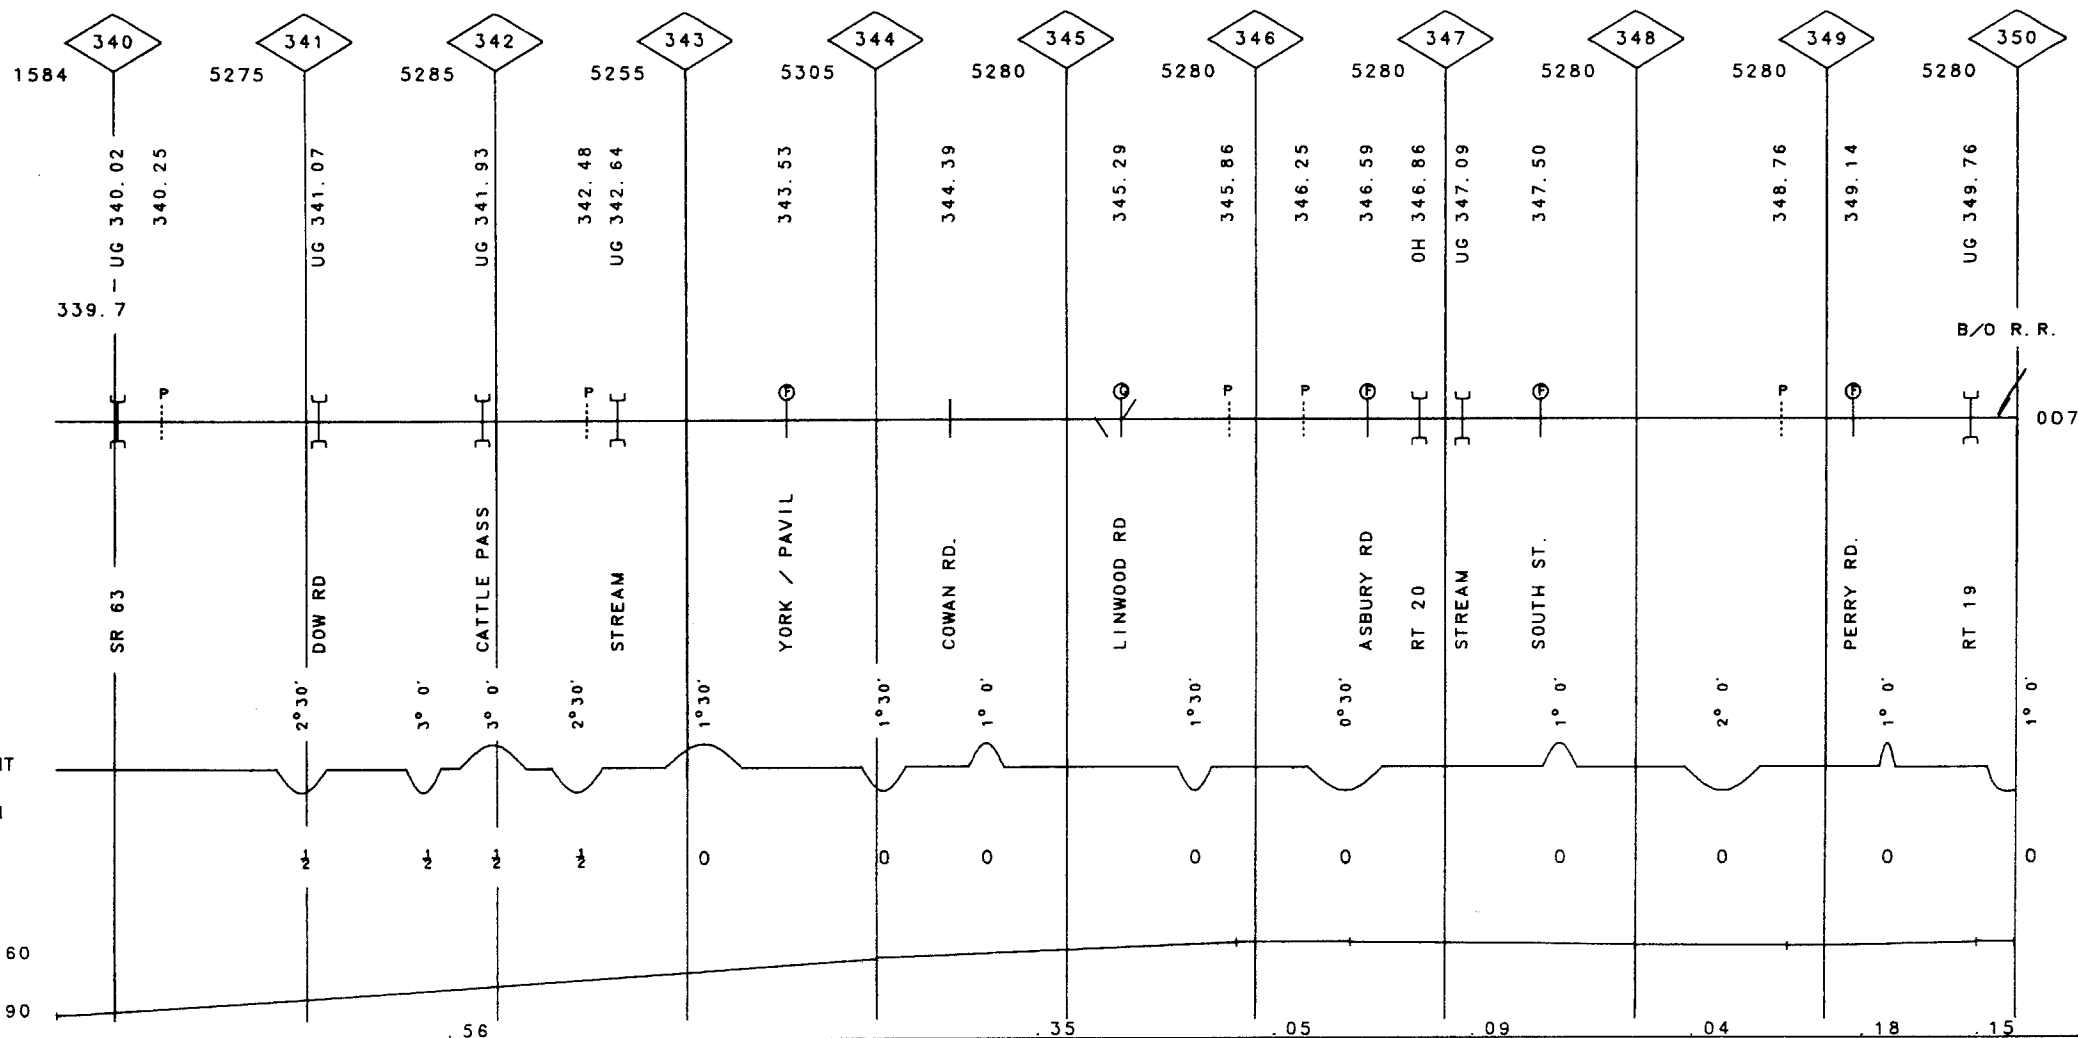 340 341 342 343 344 345 346 347 348 349 350
1584 5275 5285 5255 5305 5280 5280 5280 5280 5280 5280
UG 340.02
340.25
UG 341.07
UG 341.93
342.48
UG 342.64
343.53
344.39
345.29
345.86
346.25
346.59
OH 346.86
UG 347.09
347.50
348.76
349.14
UG 349.76
339.7
B/O R.R.
P P F P P F F P F
007
SR 63
DOW RD
CATTLE PASS
STREAM
YORK / PAVIL
COWAN RD.
LINWOOD RD
ASBURY RD
RT 20
STREAM
SOUTH ST.
PERRY RD.
RT 19
2°30' 3° 0' 3° 0' 2°30' 1°30' 1°30' 1° 0' 1°30' 0°30' 1° 0' 2° 0' 1° 0' 1° 0'
½ ½ ½ ½ 0 0 0 0 0 0 0 0 0
60
90
.56 .35 .05 .09 .04 .18 .15